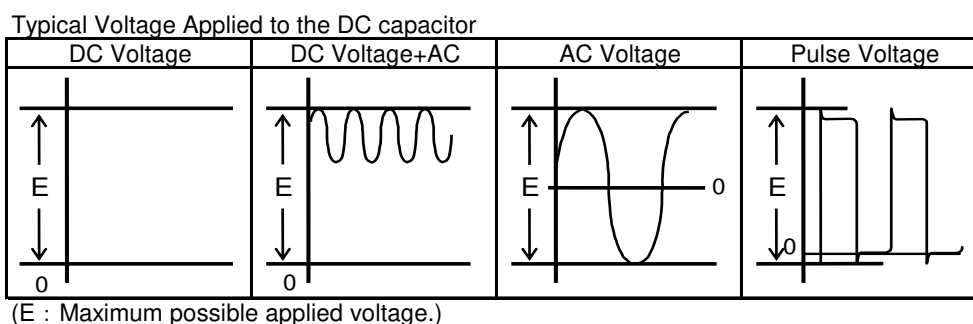 Typical Voltage Applied to the DC capacitor
DC Voltage DC Voltage+AC AC Voltage Pulse Voltage
E E E 0 E
0
0 0
(E：Maximum possible applied voltage.)